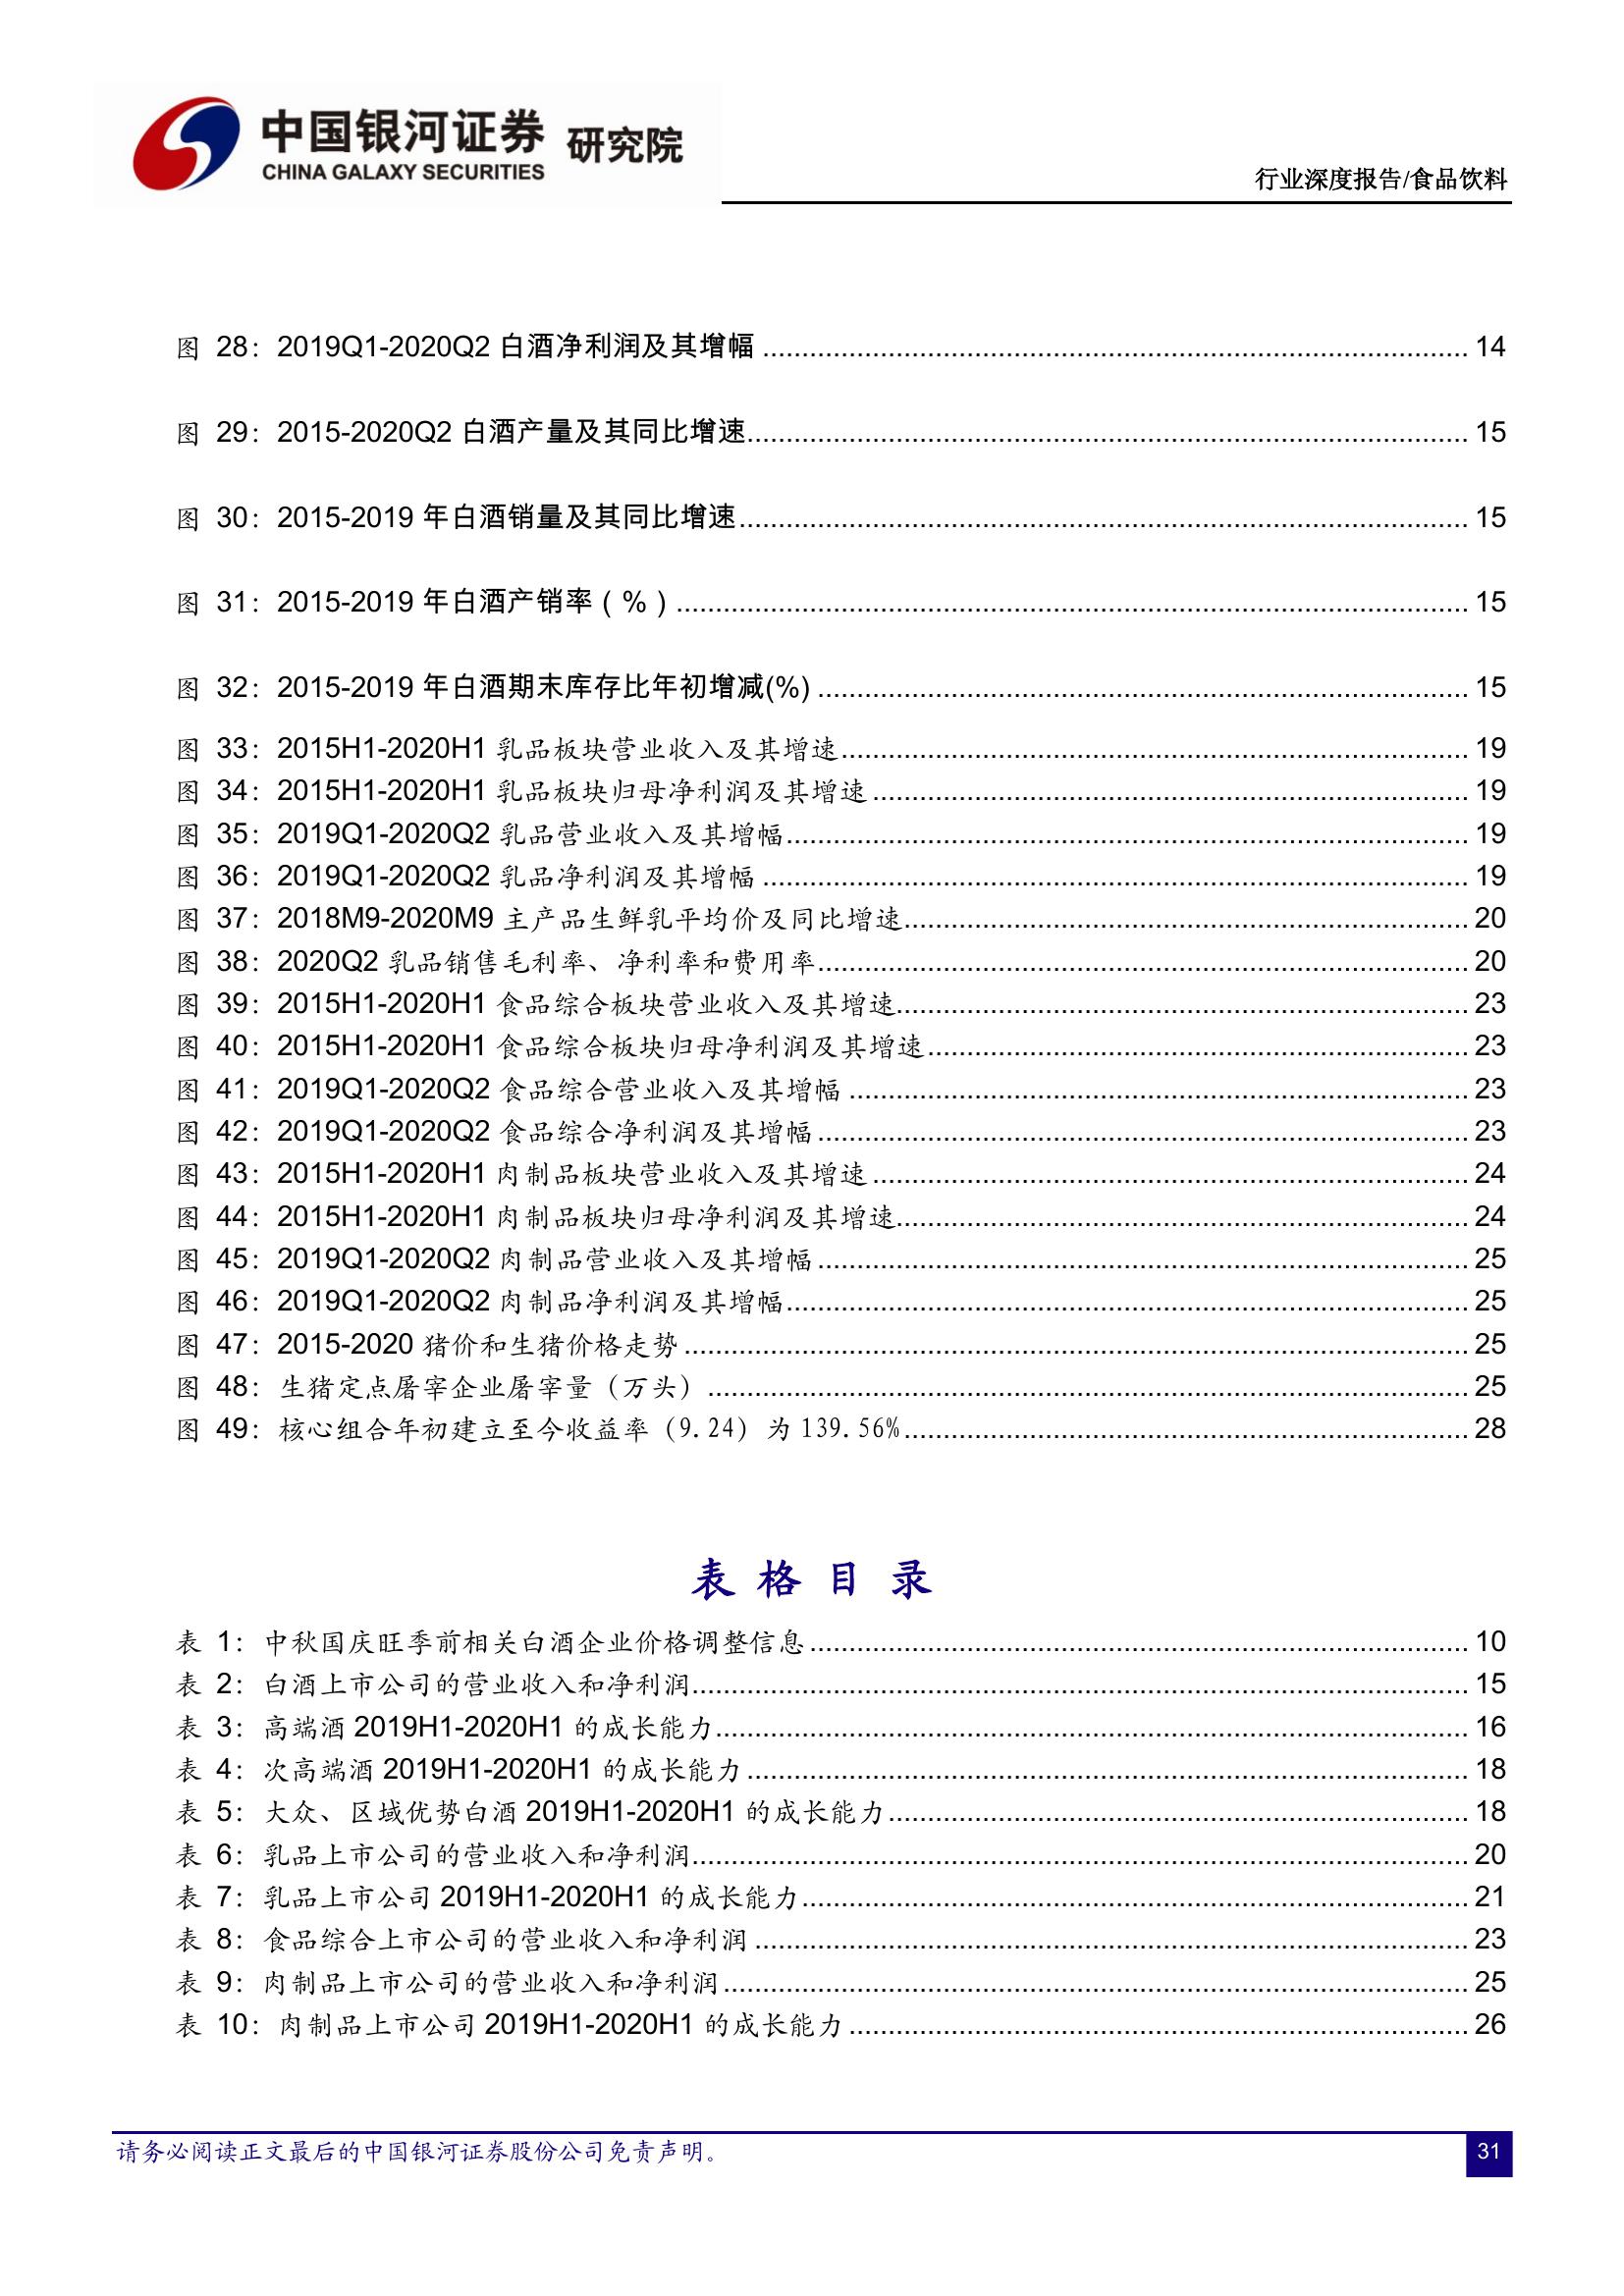 中国银河证券 研究院
CHINA GALAXY SECURITIES
行业深度报告/食品饮料
图 28：2019Q1-2020Q2 白酒净利润及其增幅 ........ 14
图 29：2015-2020Q2 白酒产量及其同比增速........ 15
图 30：2015-2019 年白酒销量及其同比增速........ 15
图 31：2015-2019 年白酒产销率（%）........ 15
图 32：2015-2019 年白酒期末库存比年初增减(%) ........ 15
图 33：2015H1-2020H1 乳品板块营业收入及其增速........ 19
图 34：2015H1-2020H1 乳品板块归母净利润及其增速........ 19
图 35：2019Q1-2020Q2 乳品营业收入及其增幅........ 19
图 36：2019Q1-2020Q2 乳品净利润及其增幅 ........ 19
图 37：2018M9-2020M9 主产品生鲜乳平均价及同比增速........ 20
图 38：2020Q2 乳品销售毛利率、净利率和费用率........ 20
图 39：2015H1-2020H1 食品综合板块营业收入及其增速........ 23
图 40：2015H1-2020H1 食品综合板块归母净利润及其增速........ 23
图 41：2019Q1-2020Q2 食品综合营业收入及其增幅 ........ 23
图 42：2019Q1-2020Q2 食品综合净利润及其增幅 ........ 23
图 43：2015H1-2020H1 肉制品板块营业收入及其增速 ........ 24
图 44：2015H1-2020H1 肉制品板块归母净利润及其增速........ 24
图 45：2019Q1-2020Q2 肉制品营业收入及其增幅 ........ 25
图 46：2019Q1-2020Q2 肉制品净利润及其增幅........ 25
图 47：2015-2020 猪价和生猪价格走势 ........ 25
图 48：生猪定点屠宰企业屠宰量（万头）........ 25
图 49：核心组合年初建立至今收益率（9.24）为 139.56%........ 28
表 格 目 录
表 1：中秋国庆旺季前相关白酒企业价格调整信息 ........ 10
表 2：白酒上市公司的营业收入和净利润........ 15
表 3：高端酒 2019H1-2020H1 的成长能力........ 16
表 4：次高端酒 2019H1-2020H1 的成长能力 ........ 18
表 5：大众、区域优势白酒 2019H1-2020H1 的成长能力 ........ 18
表 6：乳品上市公司的营业收入和净利润........ 20
表 7：乳品上市公司 2019H1-2020H1 的成长能力........ 21
表 8：食品综合上市公司的营业收入和净利润 ........ 23
表 9：肉制品上市公司的营业收入和净利润 ........ 25
表 10：肉制品上市公司 2019H1-2020H1 的成长能力 ........ 26
请务必阅读正文最后的中国银河证券股份公司免责声明。
31